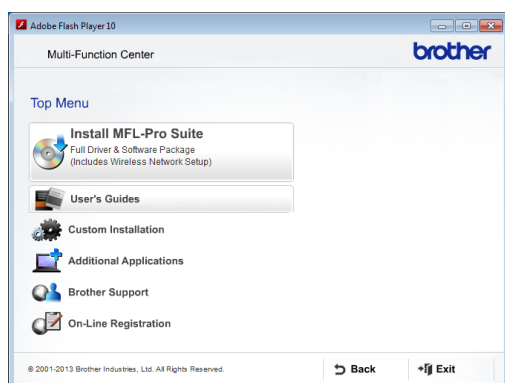 Adobe Flash Player 10
Multi-Function Center
brother
Top Menu
Install MFL-Pro Suite
Full Driver & Software Package
(Includes Wireless Network Setup)
User's Guides
Custom Installation
Additional Applications
Brother Support
On-Line Registration
© 2001-2013 Brother Industries, Ltd. All Rights Reserved.
Back
Exit